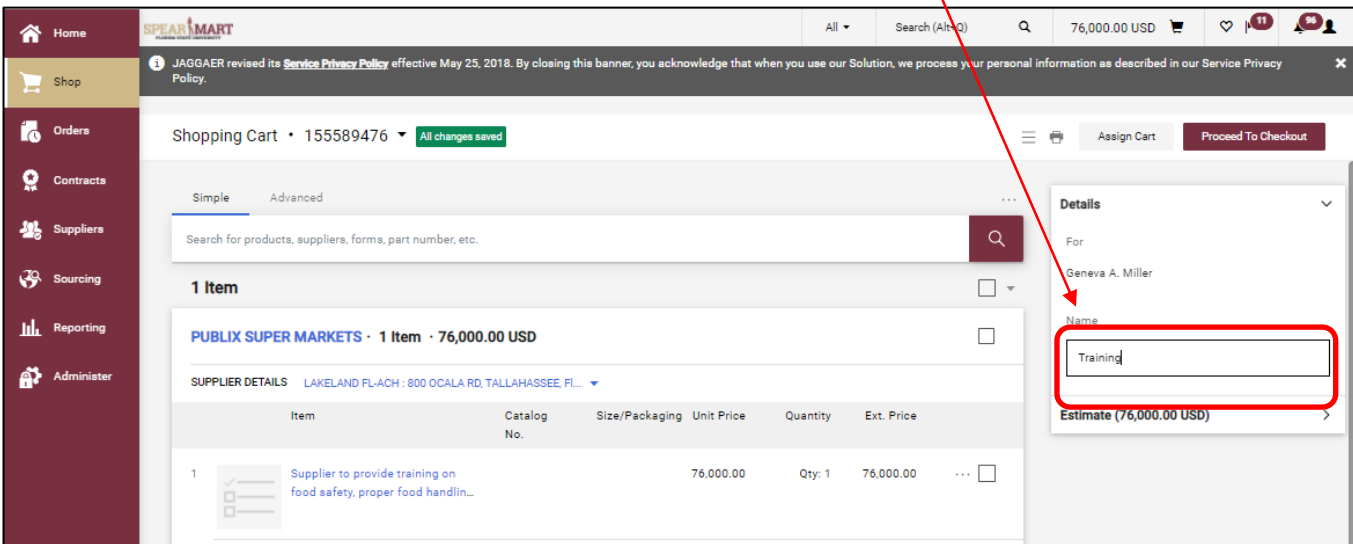 Home
SPEAR MART
FLORIDA STATE UNIVERSITY
All
Search (Alt+Q)
76,000.00 USD
11
96
Shop
JAGGAER revised its Service Privacy Policy effective May 25, 2018. By closing this banner, you acknowledge that when you use our Solution, we process your personal information as described in our Service Privacy
Policy.
Orders
Shopping Cart • 155589476
All changes saved
Assign Cart
Proceed To Checkout
Contracts
Simple
Advanced
...
Details
Suppliers
Search for products, suppliers, forms, part number, etc.
For
Geneva A. Miller
Sourcing
1 Item
Name
Reporting
PUBLIX SUPER MARKETS · 1 Item · 76,000.00 USD
Training
Administer
SUPPLIER DETAILS LAKELAND FL-ACH : 800 OCALA RD, TALLAHASSEE, Fl...
Estimate (76,000.00 USD)
Item
Catalog
No.
Size/Packaging
Unit Price
Quantity
Ext. Price
1
Supplier to provide training on
food safety, proper food handlin...
76,000.00
Qty: 1
76,000.00
...